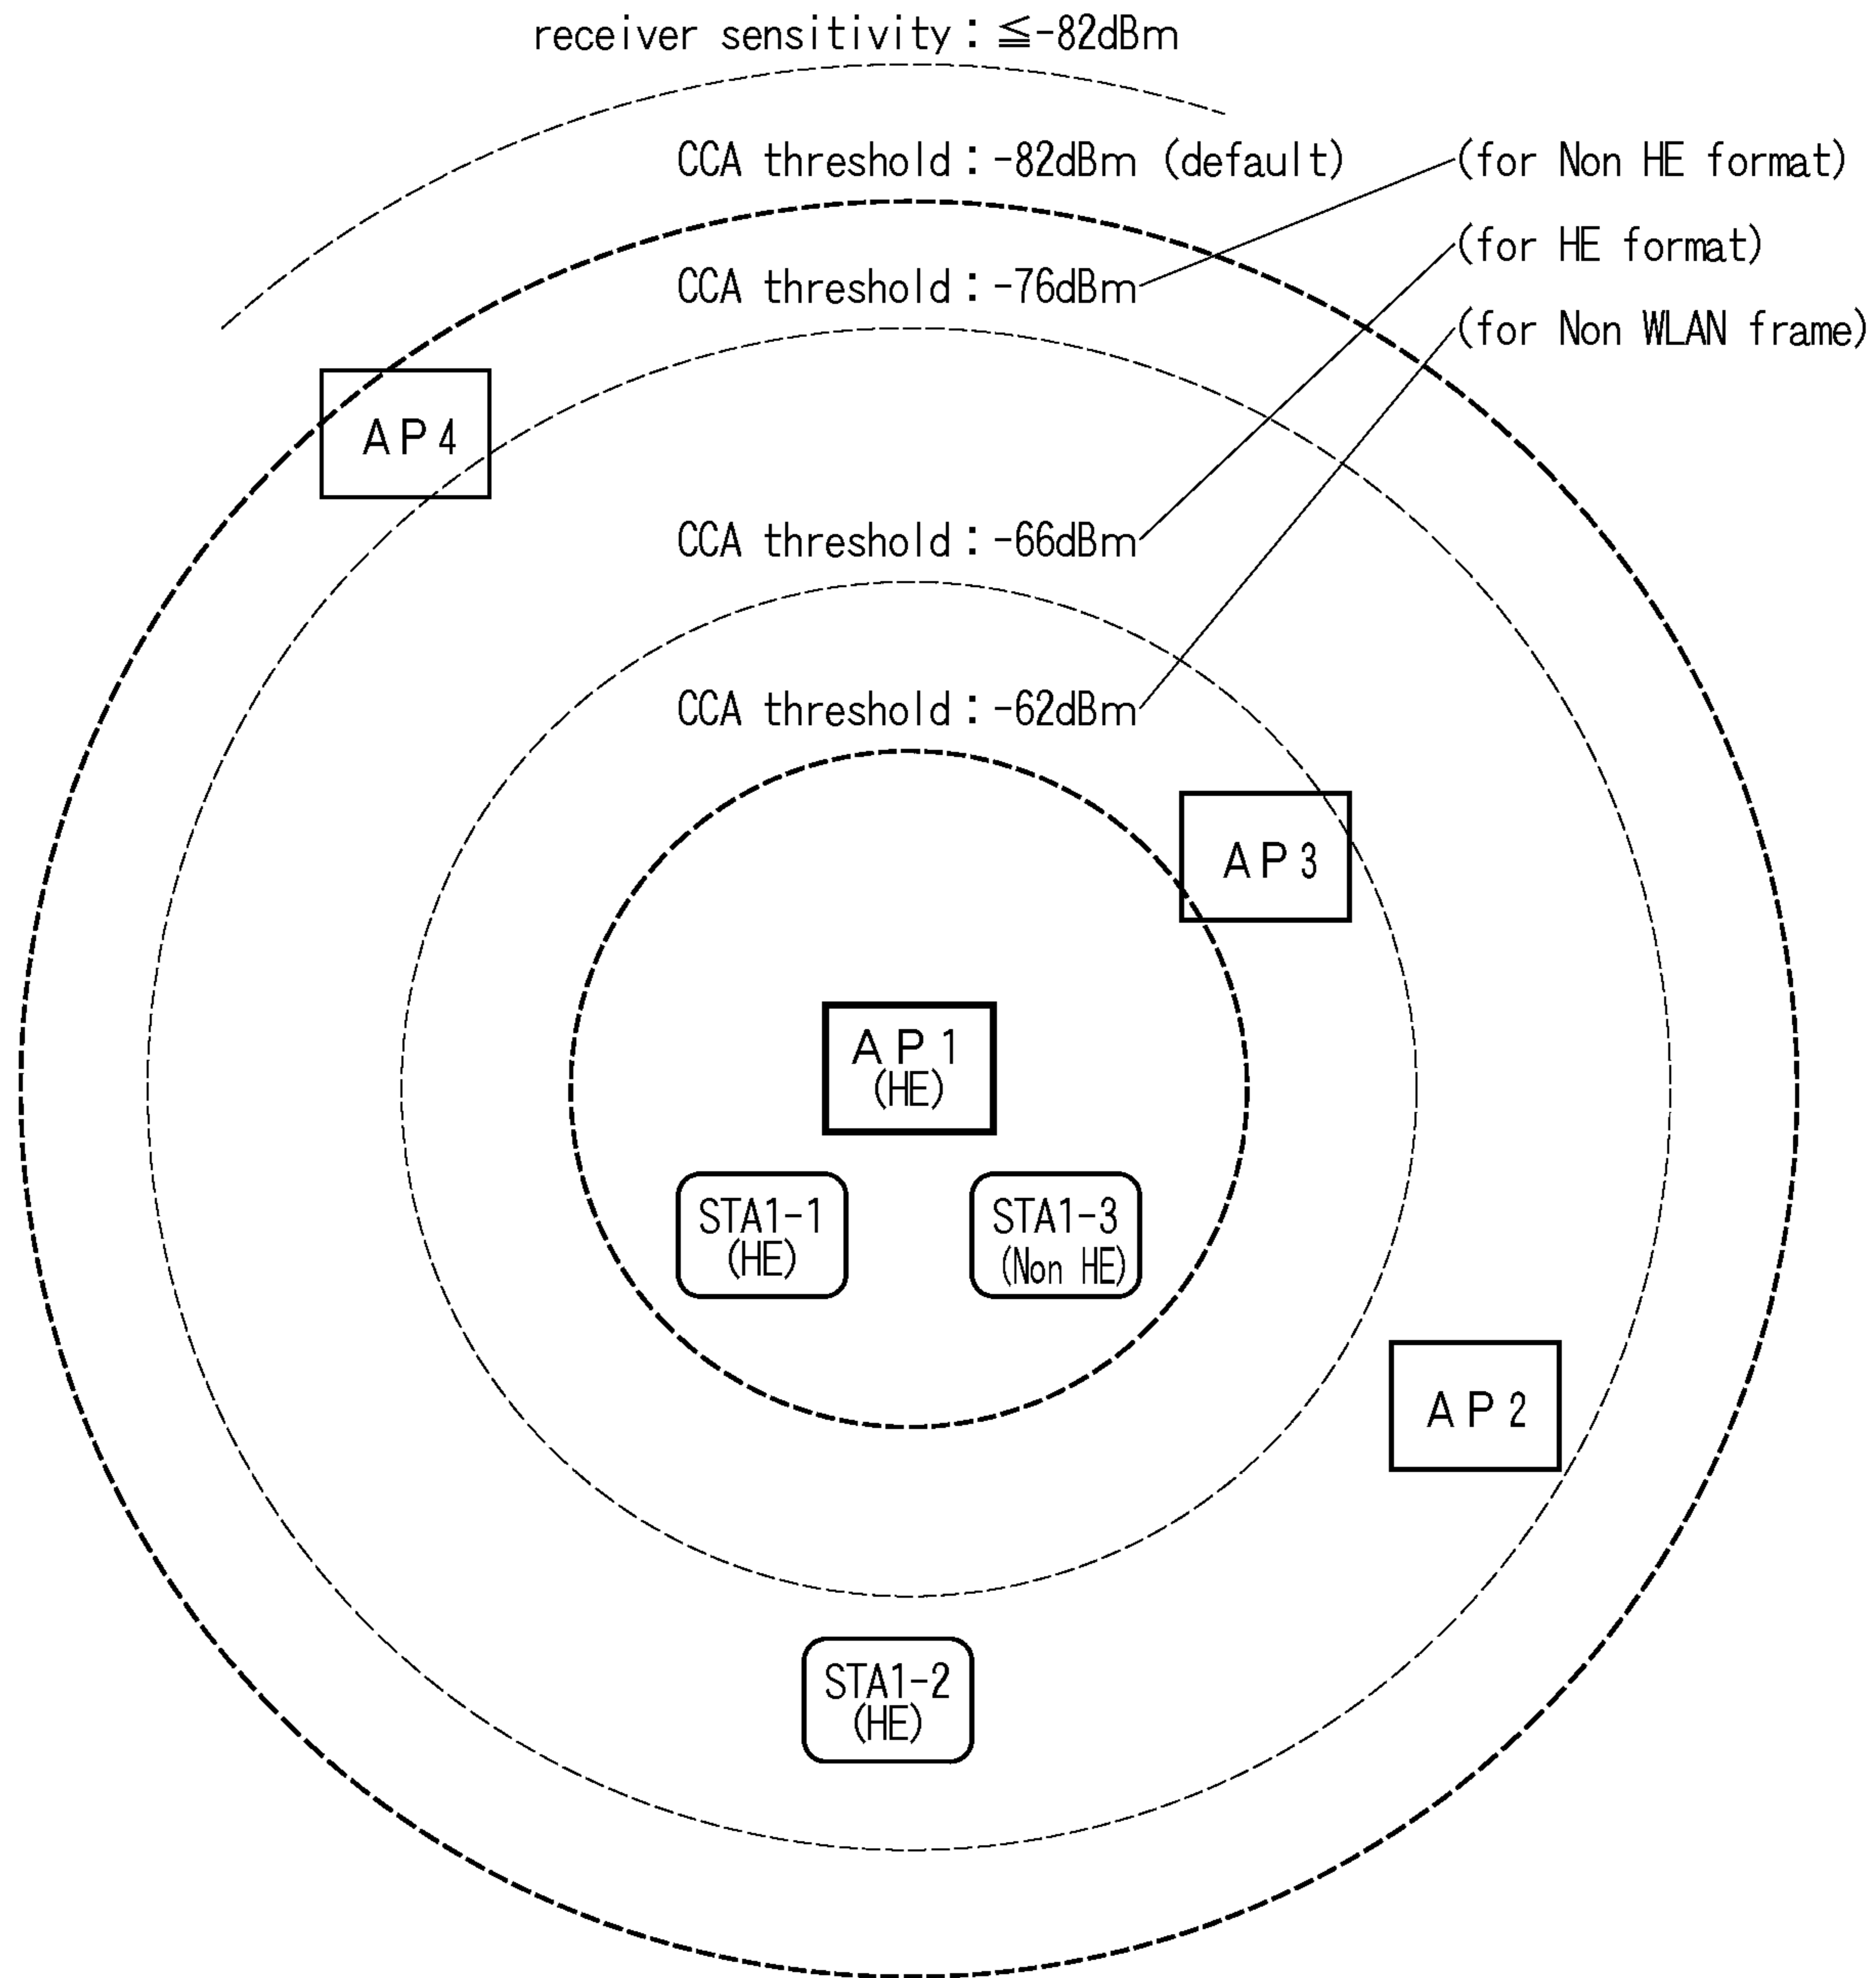 receiver sensitivity：≦-82dBm
CCA threshold：-82dBm (default)
(for Non HE format)
(for HE format)
CCA threshold：-76dBm
(for Non WLAN frame)
AP4
CCA threshold：-66dBm
CCA threshold：-62dBm
AP3
AP1
(HE)
STA1-1
(HE)
STA1-3
(Non HE)
AP2
STA1-2
(HE)